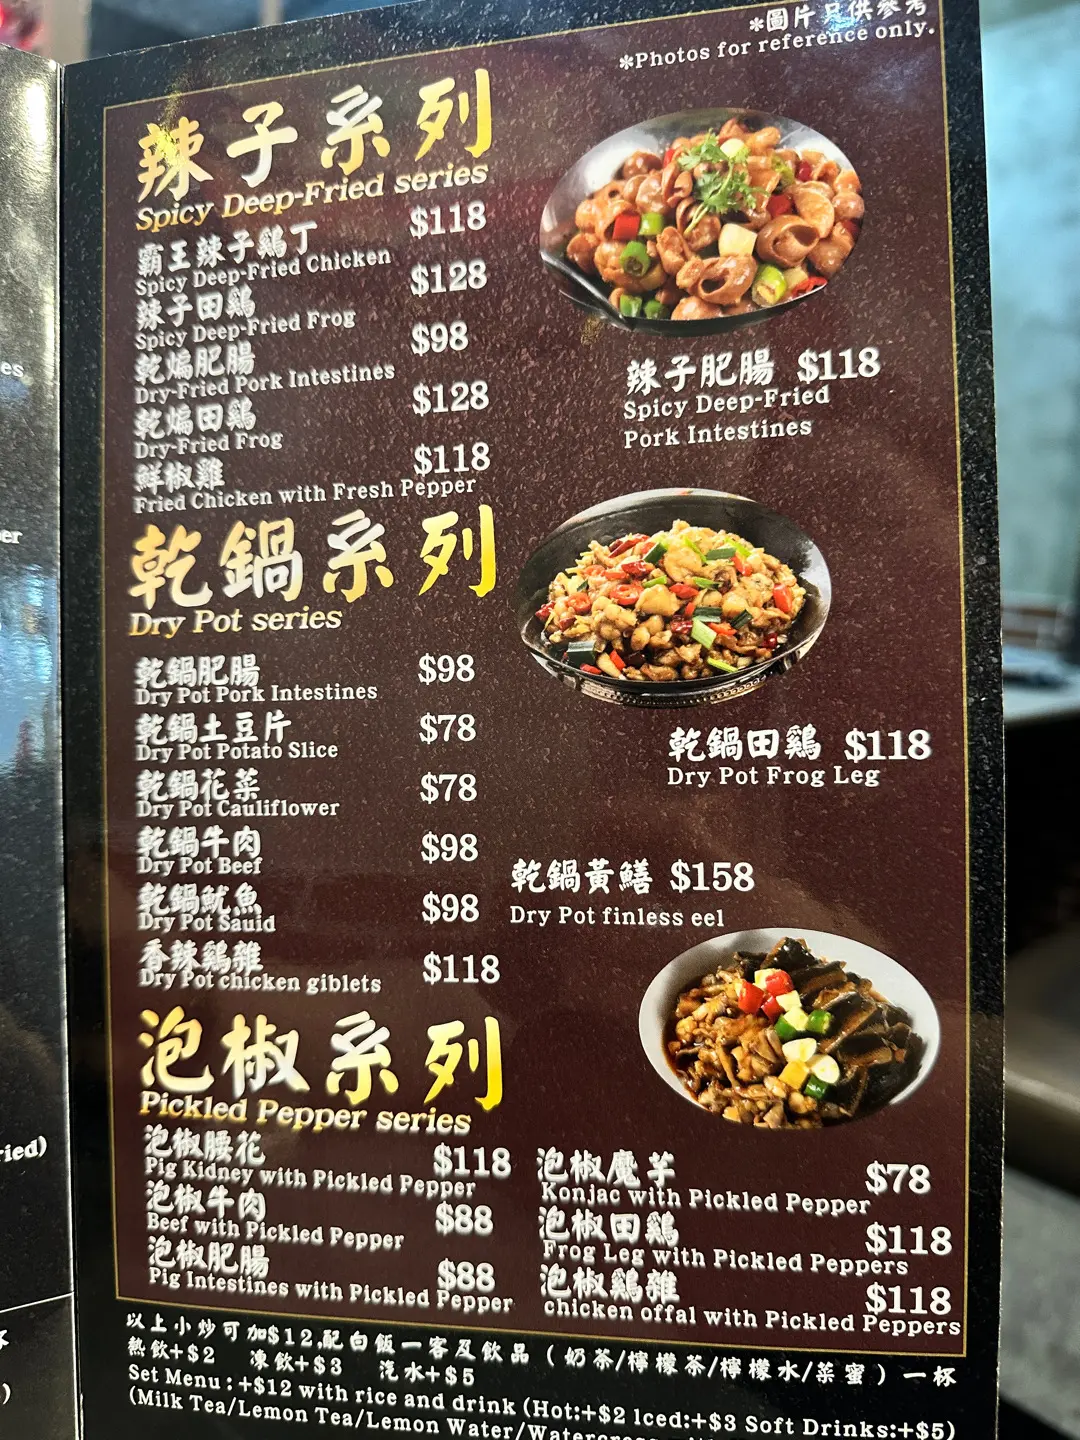 *圖片只供參考
*Photos for reference only.
辣子系列
Spicy Deep-Fried series
霸王辣子鷄丁 $118
Spicy Deep-Fried Chicken
辣子田鷄 $128
Spicy Deep-Fried Frog
乾煸肥腸 $98
Dry-Fried Pork Intestines
乾煸田鷄 $128
Dry-Fried Frog
鮮椒雞 $118
Fried Chicken with Fresh Pepper
辣子肥腸 $118
Spicy Deep-Fried
Pork Intestines
乾鍋系列
Dry Pot series
乾鍋肥腸 $98
Dry Pot Pork Intestines
乾鍋土豆片 $78
Dry Pot Potato Slice
乾鍋花菜 $78
Dry Pot Cauliflower
乾鍋牛肉 $98
Dry Pot Beef
乾鍋魷魚 $98
Dry Pot Sauid
香辣鷄雜 $118
Dry Pot chicken giblets
乾鍋田鷄 $118
Dry Pot Frog Leg
乾鍋黃鱔 $158
Dry Pot finless eel
泡椒系列
Pickled Pepper series
泡椒腰花 $118
Pig Kidney with Pickled Pepper
泡椒牛肉 $88
Beef with Pickled Pepper
泡椒肥腸 $88
Pig Intestines with Pickled Pepper
泡椒魔芋 $78
Konjac with Pickled Pepper
泡椒田鷄 $118
Frog Leg with Pickled Peppers
泡椒鷄雜 $118
chicken offal with Pickled Peppers
以上小炒可加$12,配白飯一客及飲品（奶茶/檸檬茶/檸檬水/菜蜜）一杯
熱飲+$2 凍飲+$3 汽水+$5
Set Menu:+$12 with rice and drink (Hot:+$2 lced:+$3 Soft Drinks:+$5)
(Milk Tea/Lemon Tea/Lemon Water/Watercress
es
er
ied)